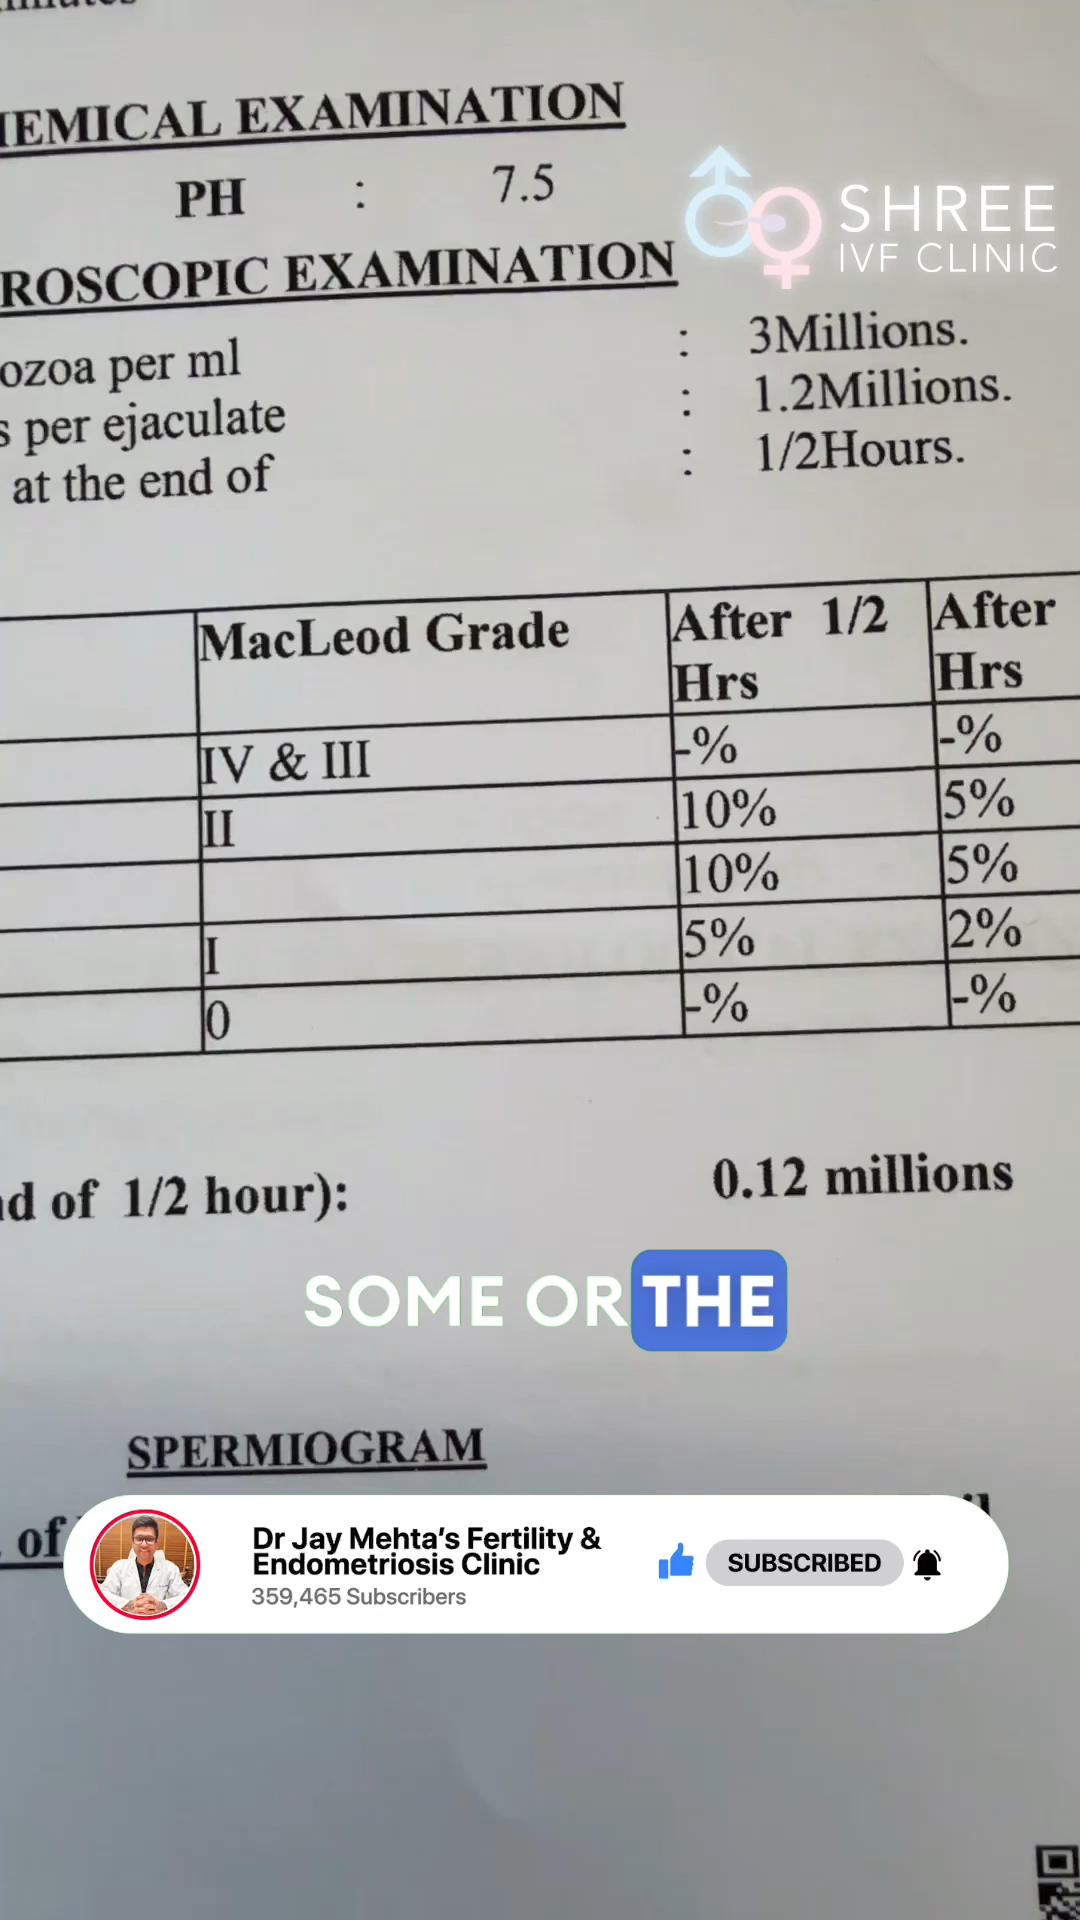 HEMICAL EXAMINATION
PH : 7.5
SHREE
IVF CLINIC
ROSCOPIC EXAMINATION
ozoa per ml : 3Millions.
s per ejaculate : 1.2Millions.
at the end of : 1/2Hours.
MacLeod Grade After 1/2 Hrs After Hrs
IV & III -% -%
II 10% 5%
10% 5%
I 5% 2%
0 -% -%
d of 1/2 hour): 0.12 millions
SOME OR THE
SPERMIOGRAM
of
Dr Jay Mehta's Fertility &
Endometriosis Clinic
359,465 Subscribers
SUBSCRIBED